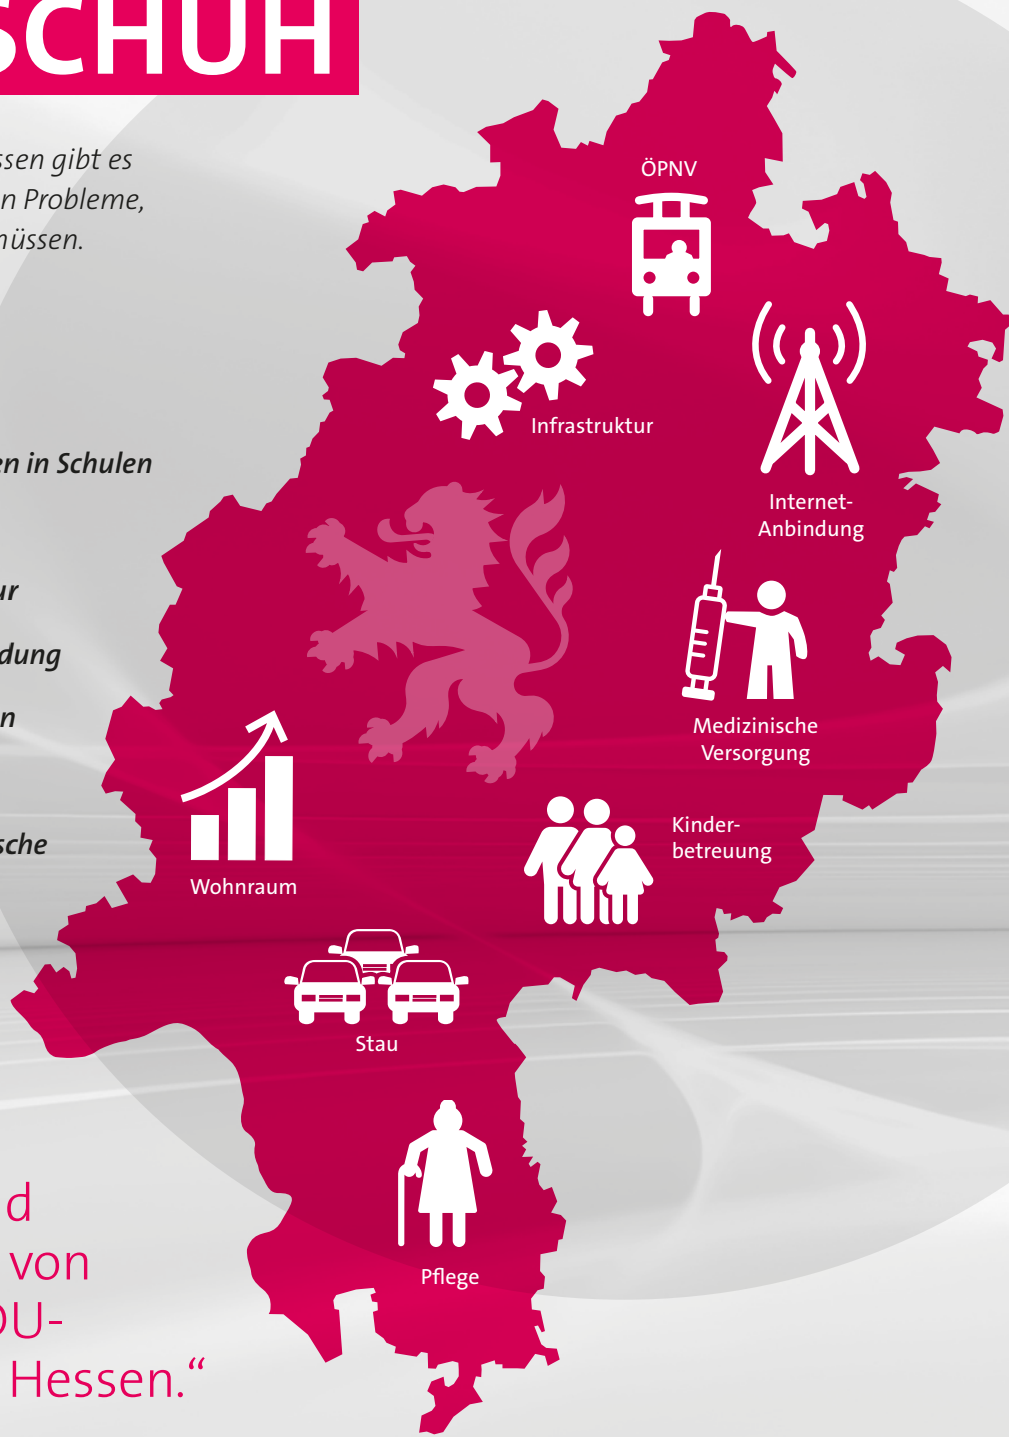 SCHUH
ssen gibt es
n Probleme,
nüssen.
en in Schulen
ur
dung
n
sche
ÖPNV
Infrastruktur
Internet-
Anbindung
Medizinische
Versorgung
Kinder-
betreuung
Wohnraum
Stau
Pflege
d
von
DU-
Hessen.“